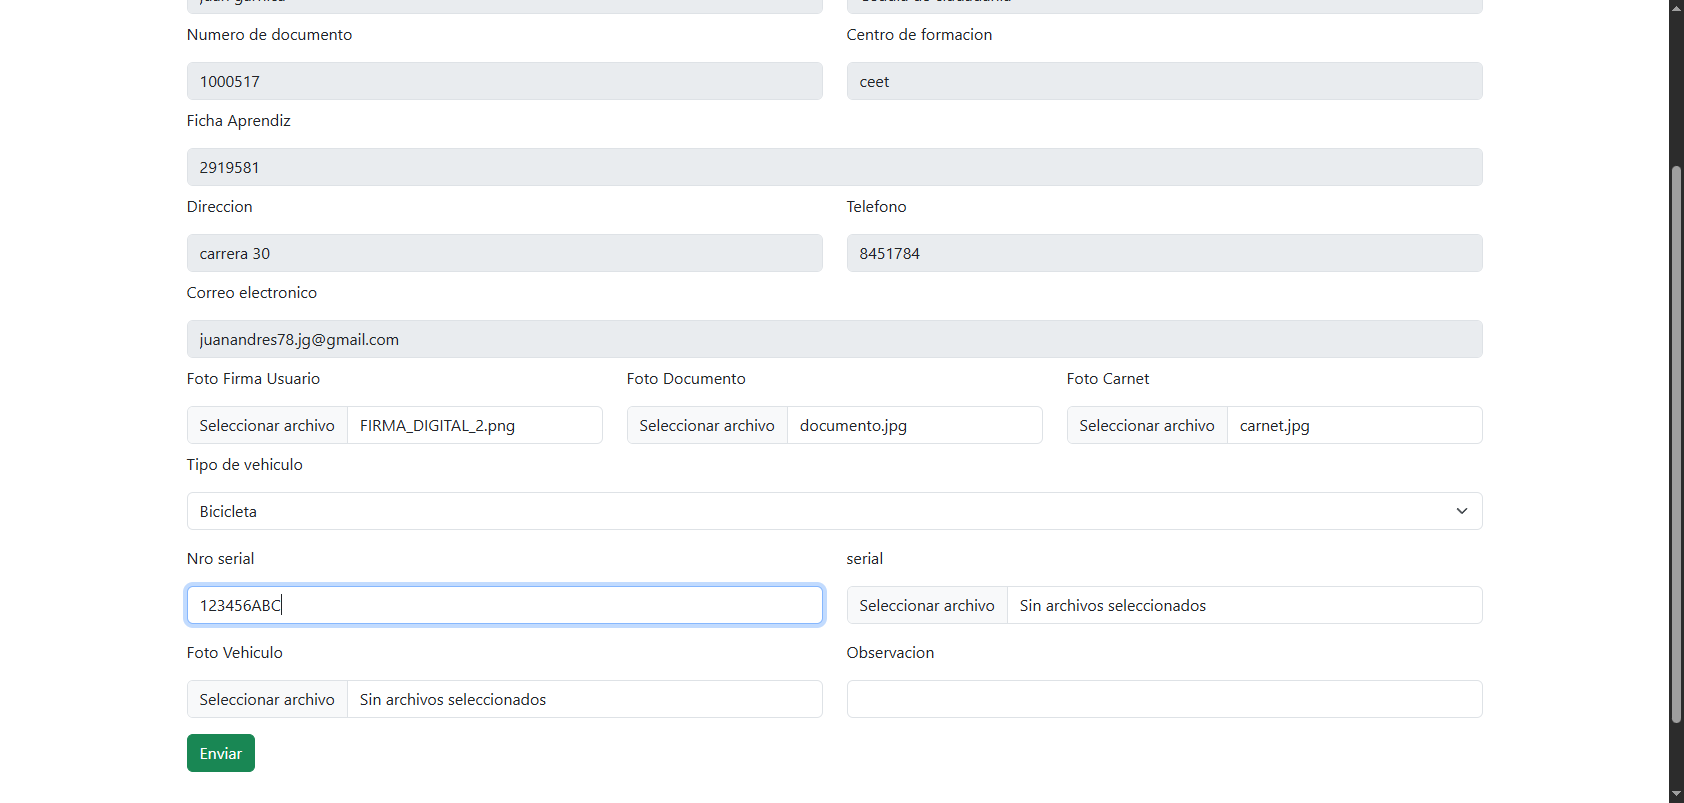 Numero de documento
Centro de formacion
1000517
ceet
Ficha Aprendiz
2919581
Direccion
Telefono
carrera 30
8451784
Correo electronico
juanandres78.jg@gmail.com
Foto Firma Usuario
Foto Documento
Foto Carnet
Seleccionar archivo FIRMA_DIGITAL_2.png
Seleccionar archivo documento.jpg
Seleccionar archivo carnet.jpg
Tipo de vehiculo
Bicicleta
Nro serial
serial
123456ABC
Seleccionar archivo Sin archivos seleccionados
Foto Vehiculo
Observacion
Seleccionar archivo Sin archivos seleccionados
Enviar